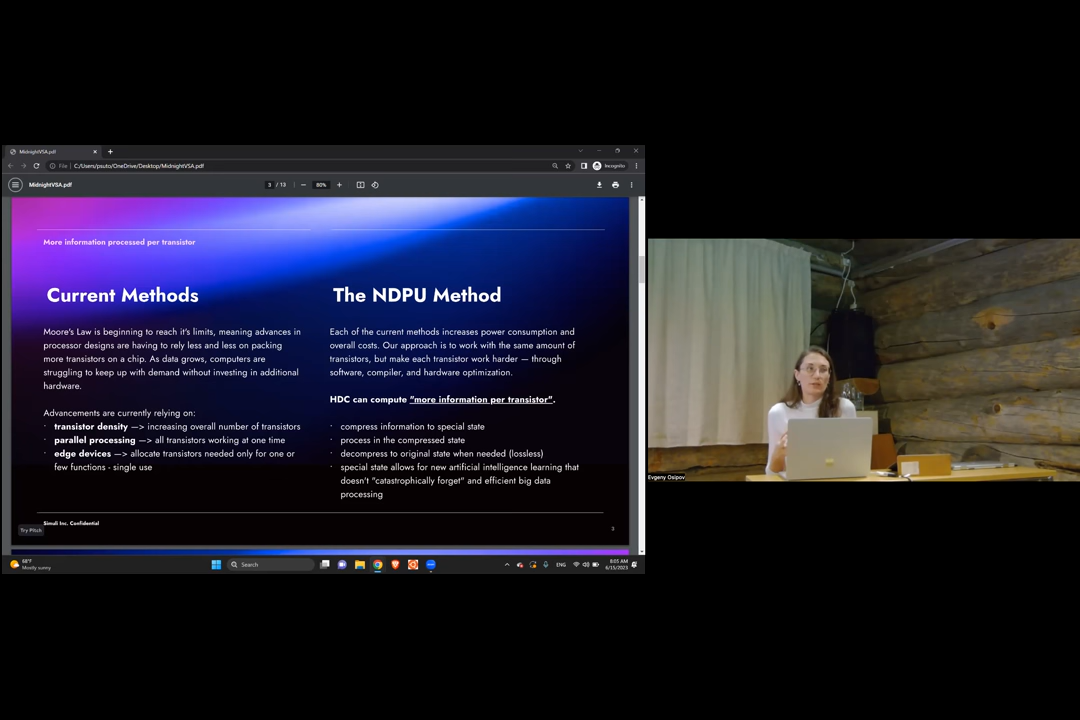 MidnightVSA.pdf
File
C:/Users/psuto/OneDrive/Desktop/MidnightVSA.pdf
Incognito
MidnightVSA.pdf
3 / 13
80%
More information processed per transistor
Current Methods
Moore's Law is beginning to reach it's limits, meaning advances in
processor designs are having to rely less and less on packing
more transistors on a chip. As data grows, computers are
struggling to keep up with demand without investing in additional
hardware.
Advancements are currently relying on:
· transistor density —> increasing overall number of transistors
· parallel processing —> all transistors working at one time
· edge devices —> allocate transistors needed only for one or
few functions - single use
The NDPU Method
Each of the current methods increases power consumption and
overall costs. Our approach is to work with the same amount of
transistors, but make each transistor work harder — through
software, compiler, and hardware optimization.
HDC can compute "more information per transistor".
· compress information to special state
· process in the compressed state
· decompress to original state when needed (lossless)
· special state allows for new artificial intelligence learning that
doesn't "catastrophically forget" and efficient big data
processing
Simuli Inc. Confidential
3
Try Pitch
68°F
Mostly sunny
Search
ENG
8:05 AM
6/15/2023
Evgeny Osipov